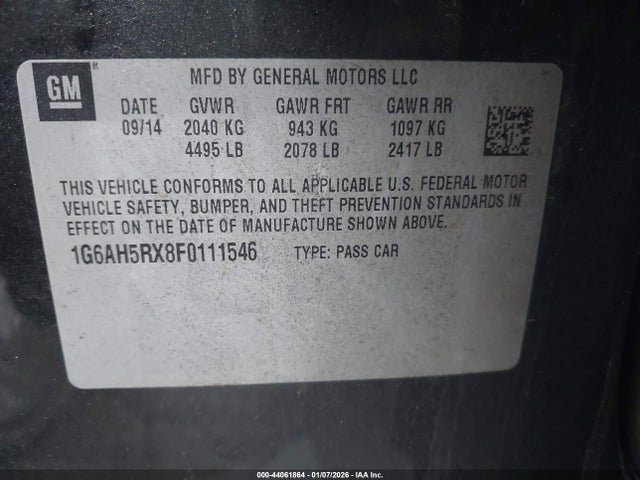 GM ®
MFD BY GENERAL MOTORS LLC
DATE GVWR GAWR FRT GAWR RR
09/14 2040 KG 943 KG 1097 KG
4495 LB 2078 LB 2417 LB
THIS VEHICLE CONFORMS TO ALL APPLICABLE U.S. FEDERAL MOTOR
VEHICLE SAFETY, BUMPER, AND THEFT PREVENTION STANDARDS IN
EFFECT ON THE DATE OF MANUFACTURE SHOWN ABOVE.
1G6AH5RX8F0111546 TYPE: PASS CAR
000-44061864 | 01/07/2026 | IAA Inc.